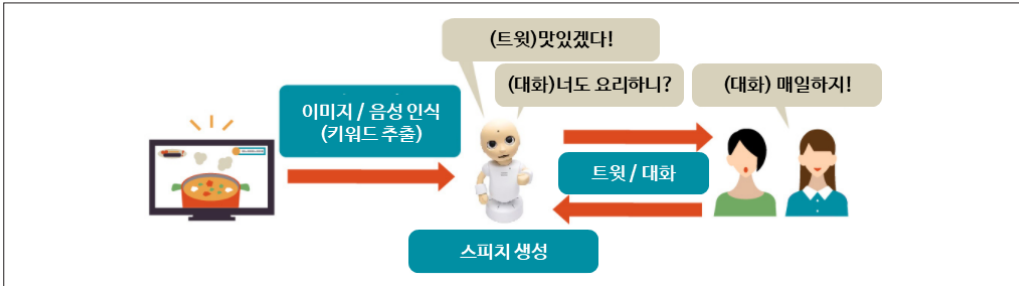 (트윗)맛있겠다!
(대화)너도 요리하니?
(대화) 매일하지!
이미지 / 음성 인식
(키워드 추출)
트윗 / 대화
스피치 생성